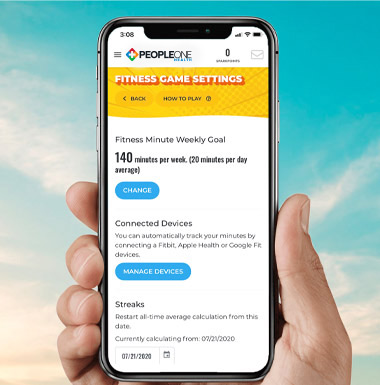 3:08
PEOPLEONE
HEALTH
0
SPARKPOINTS
FITNESS GAME SETTINGS
BACK HOW TO PLAY ?
Fitness Minute Weekly Goal
140 minutes per week. (20 minutes per day
average)
CHANGE
Connected Devices
You can automatically track your minutes by
connecting a Fitbit, Apple Health or Google Fit
devices.
MANAGE DEVICES
Streaks
Restart all-time average calculation from this
date.
Currently calculating from: 07/21/2020
07/21/2020